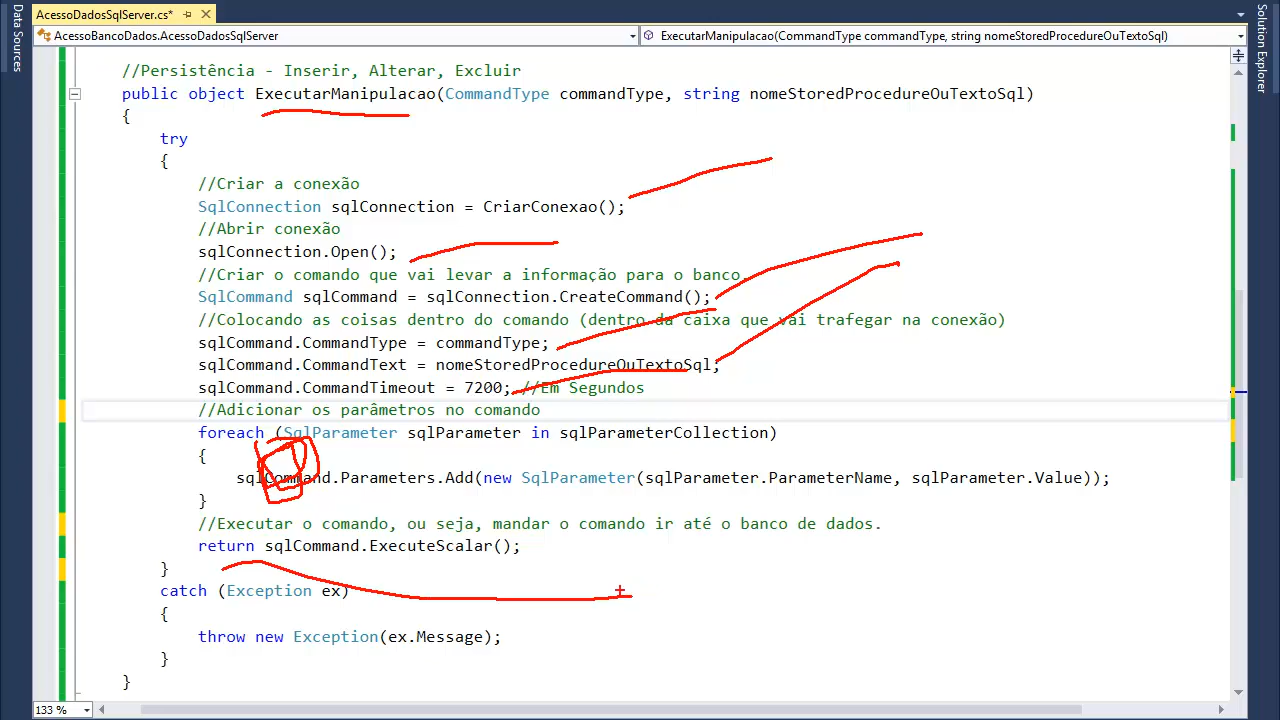 AcessoDadosSqlServer.cs*
Data Sources
Solution Explorer
AcessoBancoDados.AcessoDadosSqlServer
ExecutarManipulacao(CommandType commandType, string nomeStoredProcedureOuTextoSql)
//Persistência - Inserir, Alterar, Excluir
public object ExecutarManipulacao(CommandType commandType, string nomeStoredProcedureOuTextoSql)
{
try
{
//Criar a conexão
SqlConnection sqlConnection = CriarConexao();
//Abrir conexão
sqlConnection.Open();
//Criar o comando que vai levar a informação para o banco.
SqlCommand sqlCommand = sqlConnection.CreateCommand();
//Colocando as coisas dentro do comando (dentro da caixa que vai trafegar na conexão)
sqlCommand.CommandType = commandType;
sqlCommand.CommandText = nomeStoredProcedureOuTextoSql;
sqlCommand.CommandTimeout = 7200; //Em Segundos
//Adicionar os parâmetros no comando
foreach (SqlParameter sqlParameter in sqlParameterCollection)
{
sqlCommand.Parameters.Add(new SqlParameter(sqlParameter.ParameterName, sqlParameter.Value));
}
//Executar o comando, ou seja, mandar o comando ir até o banco de dados.
return sqlCommand.ExecuteScalar();
}
catch (Exception ex)
{
throw new Exception(ex.Message);
}
}
133 %